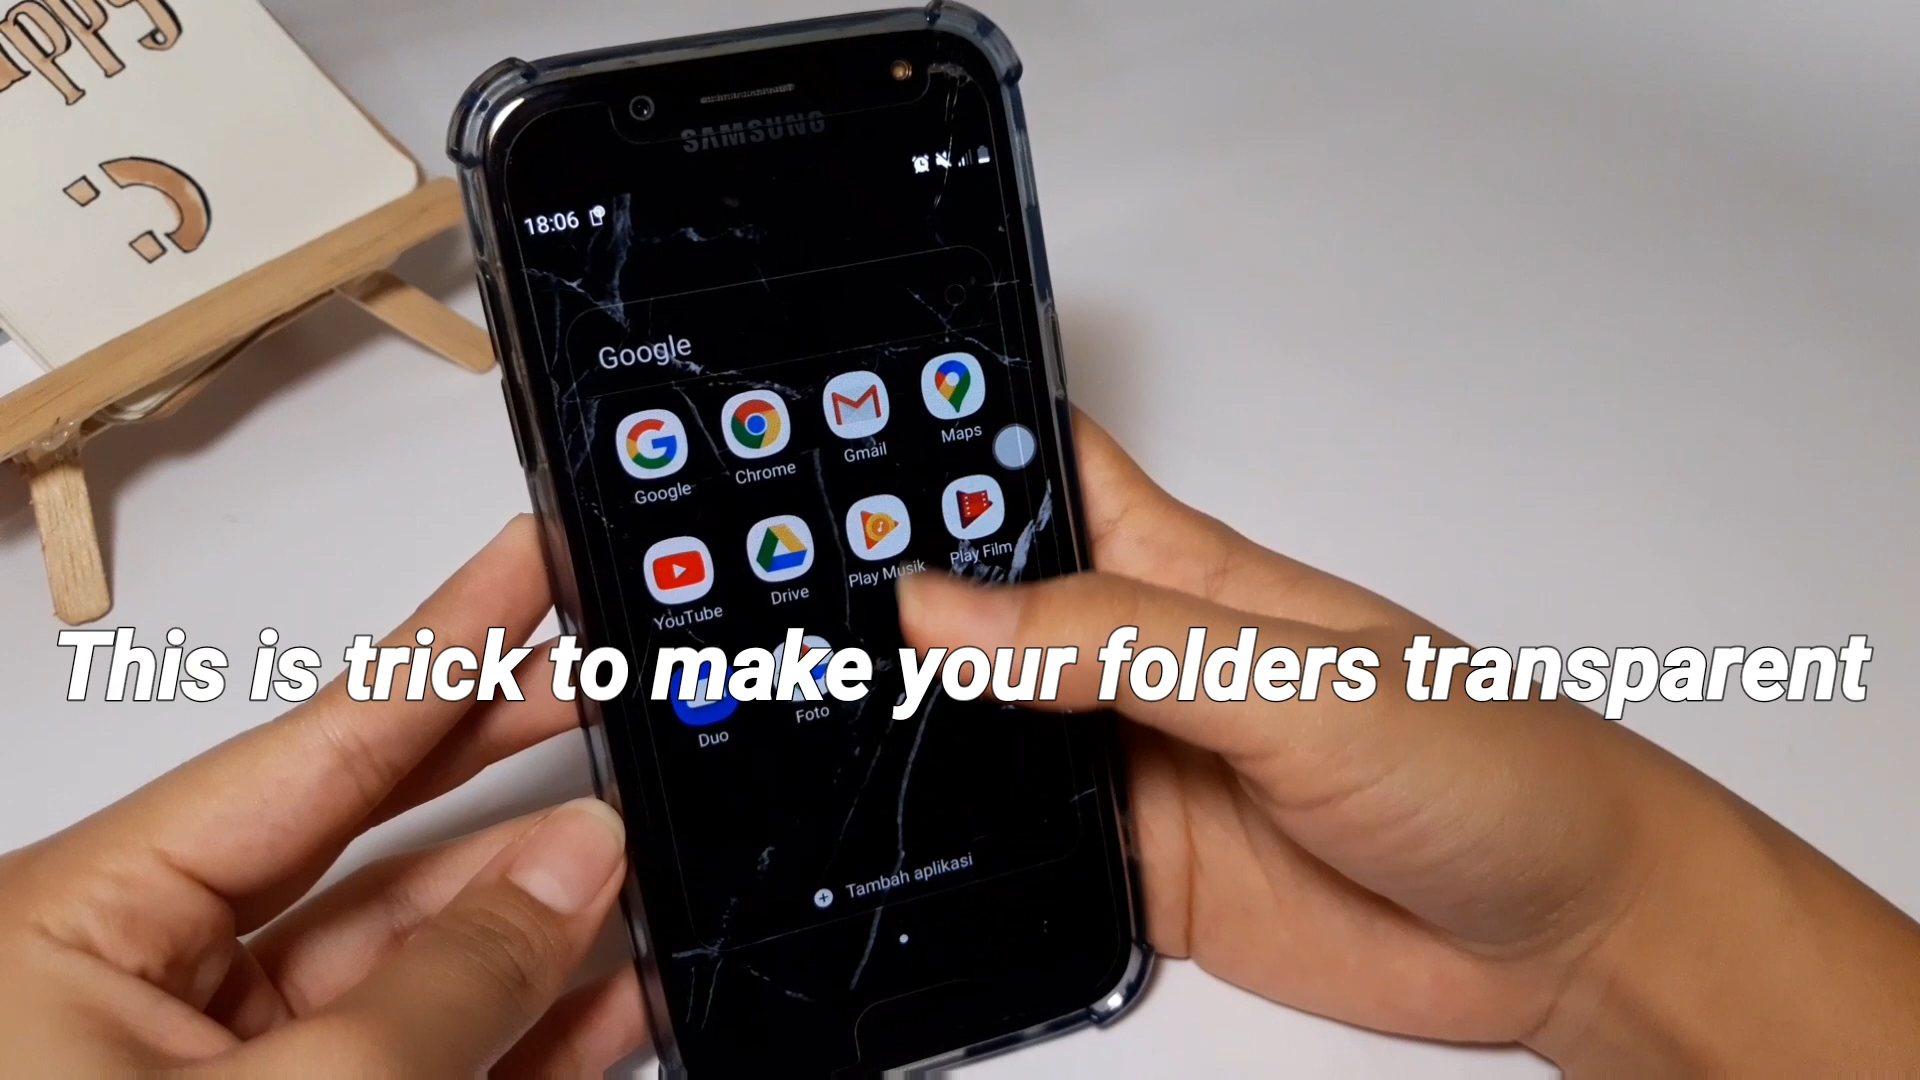 appy
SAMSUNG
18:06
Google
Google
Chrome
Gmail
Maps
YouTube
Drive
Play Musik
Play Film
This is trick to make your folders transparent
Duo
Foto
Tambah aplikasi